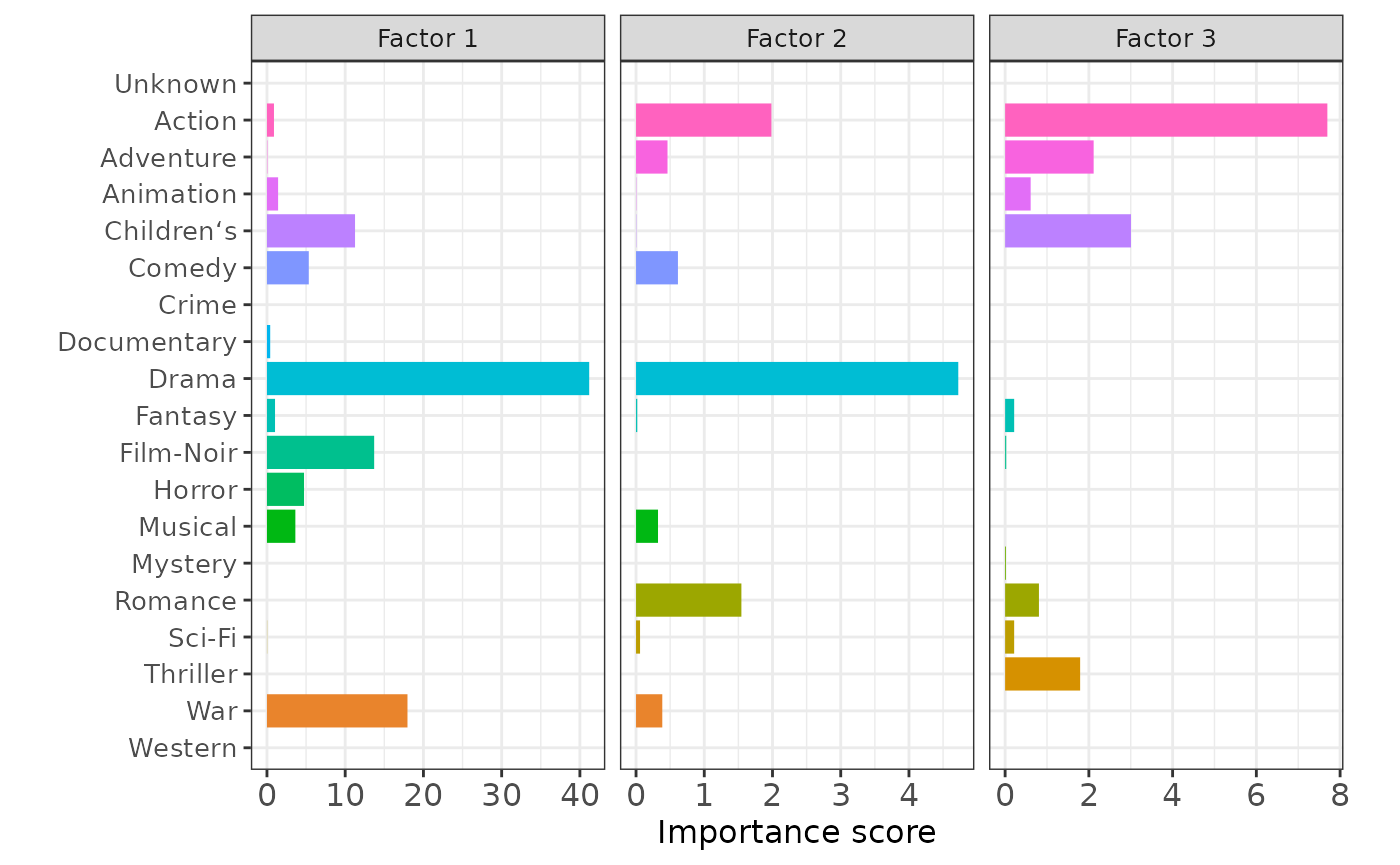 Factor 1 Factor 2 Factor 3
Unknown
Action
Adventure
Animation
Children‘s
Comedy
Crime
Documentary
Drama
Fantasy
Film-Noir
Horror
Musical
Mystery
Romance
Sci-Fi
Thriller
War
Western
0 10 20 30 40 0 1 2 3 4 0 2 4 6 8
Importance score